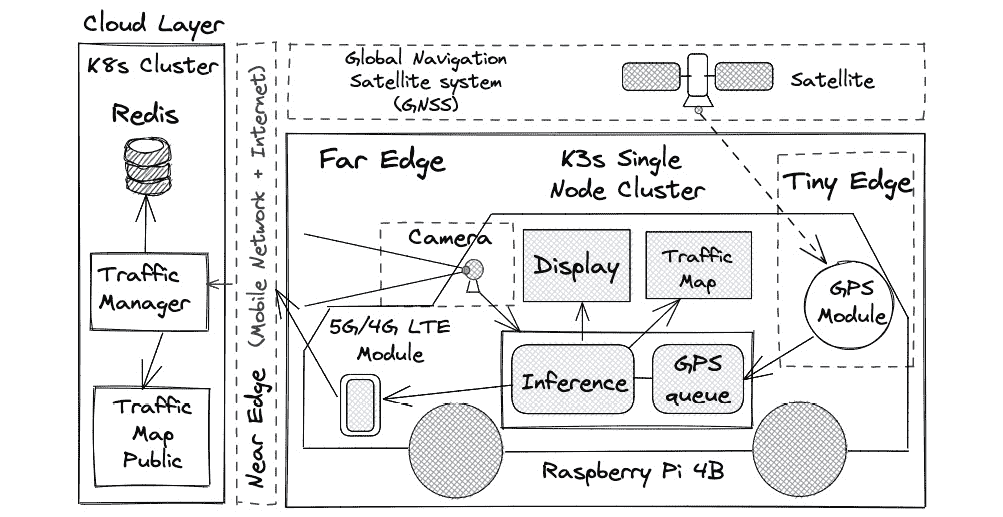 Cloud Layer
K8s Cluster
Redis
Traffic
Manager
Traffic
Map
Public
Near Edge (Mobile Network + Internet)
Global Navigation
Satellite system
(GNSS)
Satellite
Far Edge
K3s Single
Node Cluster
Tiny Edge
Camera
Display
Traffic
Map
GPS
Module
5G/4G LTE
Module
Inference
GPS
queue
Raspberry Pi 4B